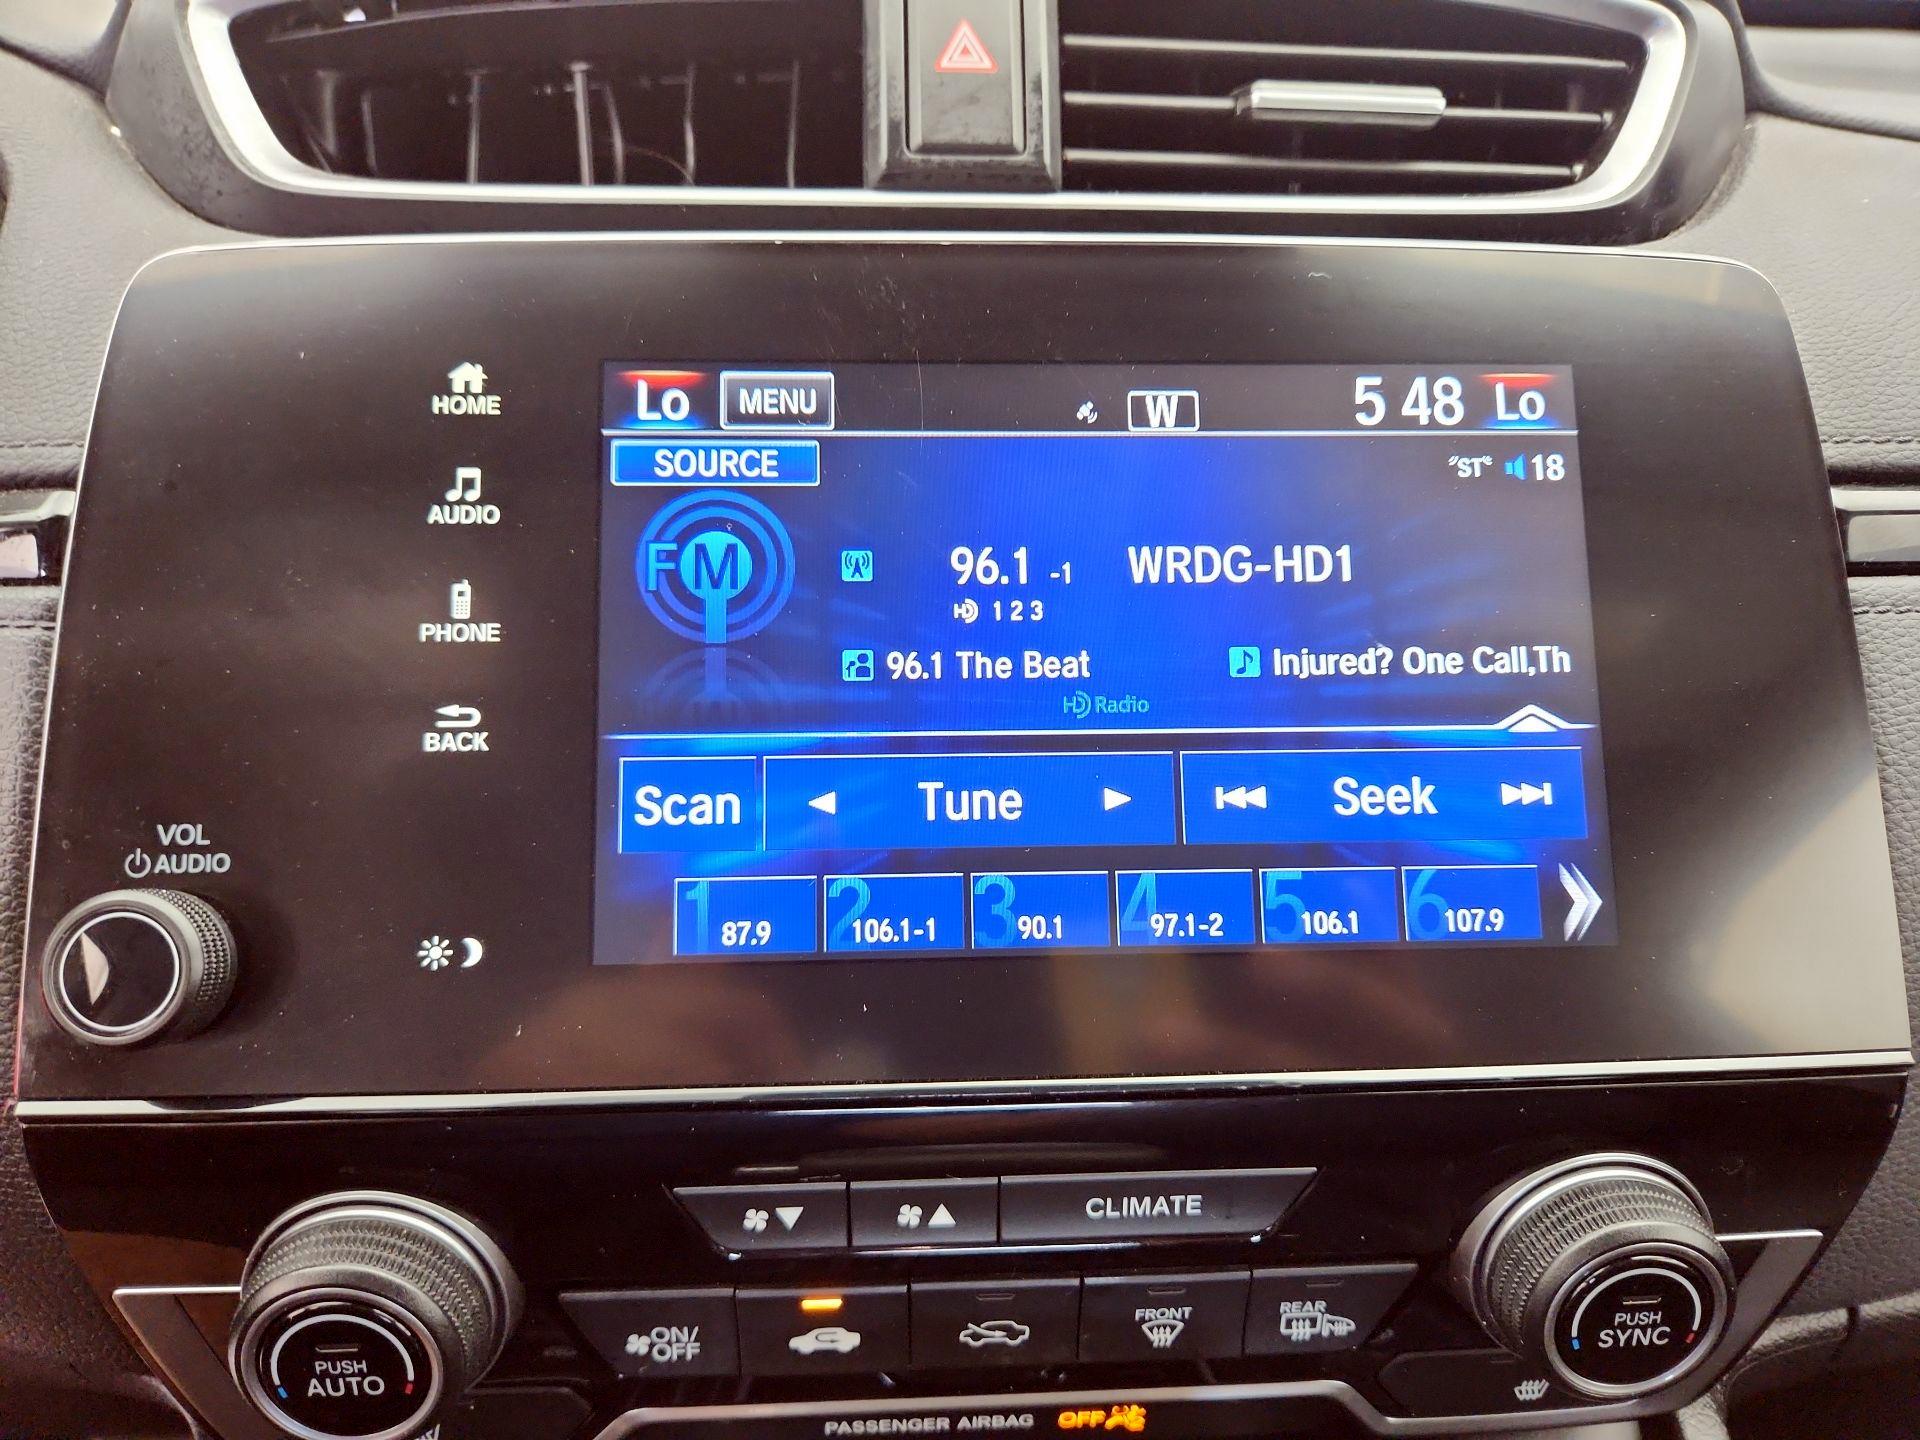 HOME
AUDIO
PHONE
BACK
VOL
AUDIO
Lo MENU W 5 48 Lo
SOURCE "ST" 18
FM 96.1 -1 WRDG-HD1
HD 1 2 3
96.1 The Beat Injured? One Call,Th
HD Radio
Scan Tune Seek
1 87.9 2 106.1-1 3 90.1 4 97.1-2 5 106.1 6 107.9
CLIMATE
ON/
OFF
FRONT
REAR
PUSH
AUTO
PUSH
SYNC
PASSENGER AIRBAG OFF